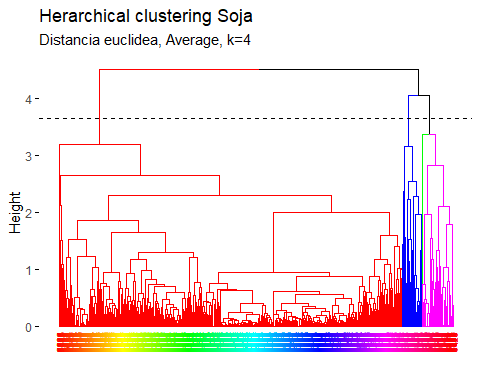 Herarchical clustering Soja
Distancia euclidea, Average, k=4
4
3
2
1
0
Height